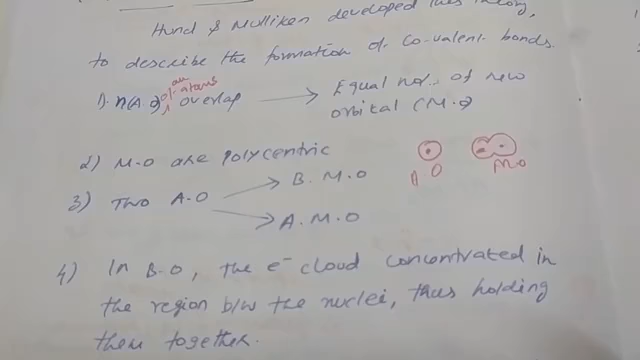 Hund & Mulliken developed this theory,
to describe the formation of Co-valent bonds.
1) n(A.O) of atoms overlap → Equal no.. of new
orbital (M.O)
2) M.O are polycentric
A O M.O
3) Two A.O → B.M.O
→ A.M.O
4) In B.O, the e⁻ cloud concentrated in
the region b/w the nuclei, thus holding
them together.